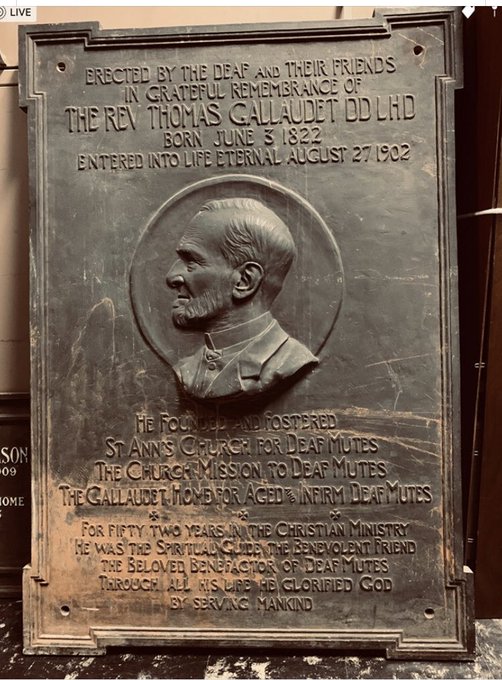 LIVE
ERECTED BY THE DEAF AND THEIR FRIENDS
IN GRATEFUL REMEMBRANCE OF
THE REV THOMAS GALLAUDET DD LHD
BORN JUNE 3 1822
ENTERED INTO LIFE ETERNAL AUGUST 27 1902
HE FOUNDED AND FOSTERED
ST ANN'S CHURCH FOR DEAF MUTES
THE CHURCH MISSION TO DEAF MUTES
THE GALLAUDET HOME FOR AGED & INFIRM DEAF MUTES
FOR FIFTY TWO YEARS IN THE CHRISTIAN MINISTRY
HE WAS THE SPIRITUAL GUIDE THE BENEVOLENT FRIEND
THE BELOVED BENEFACTOR OF DEAF MUTES
THROUGH ALL HIS LIFE HE GLORIFIED GOD
BY SERVING MANKIND
SON
09
HOME